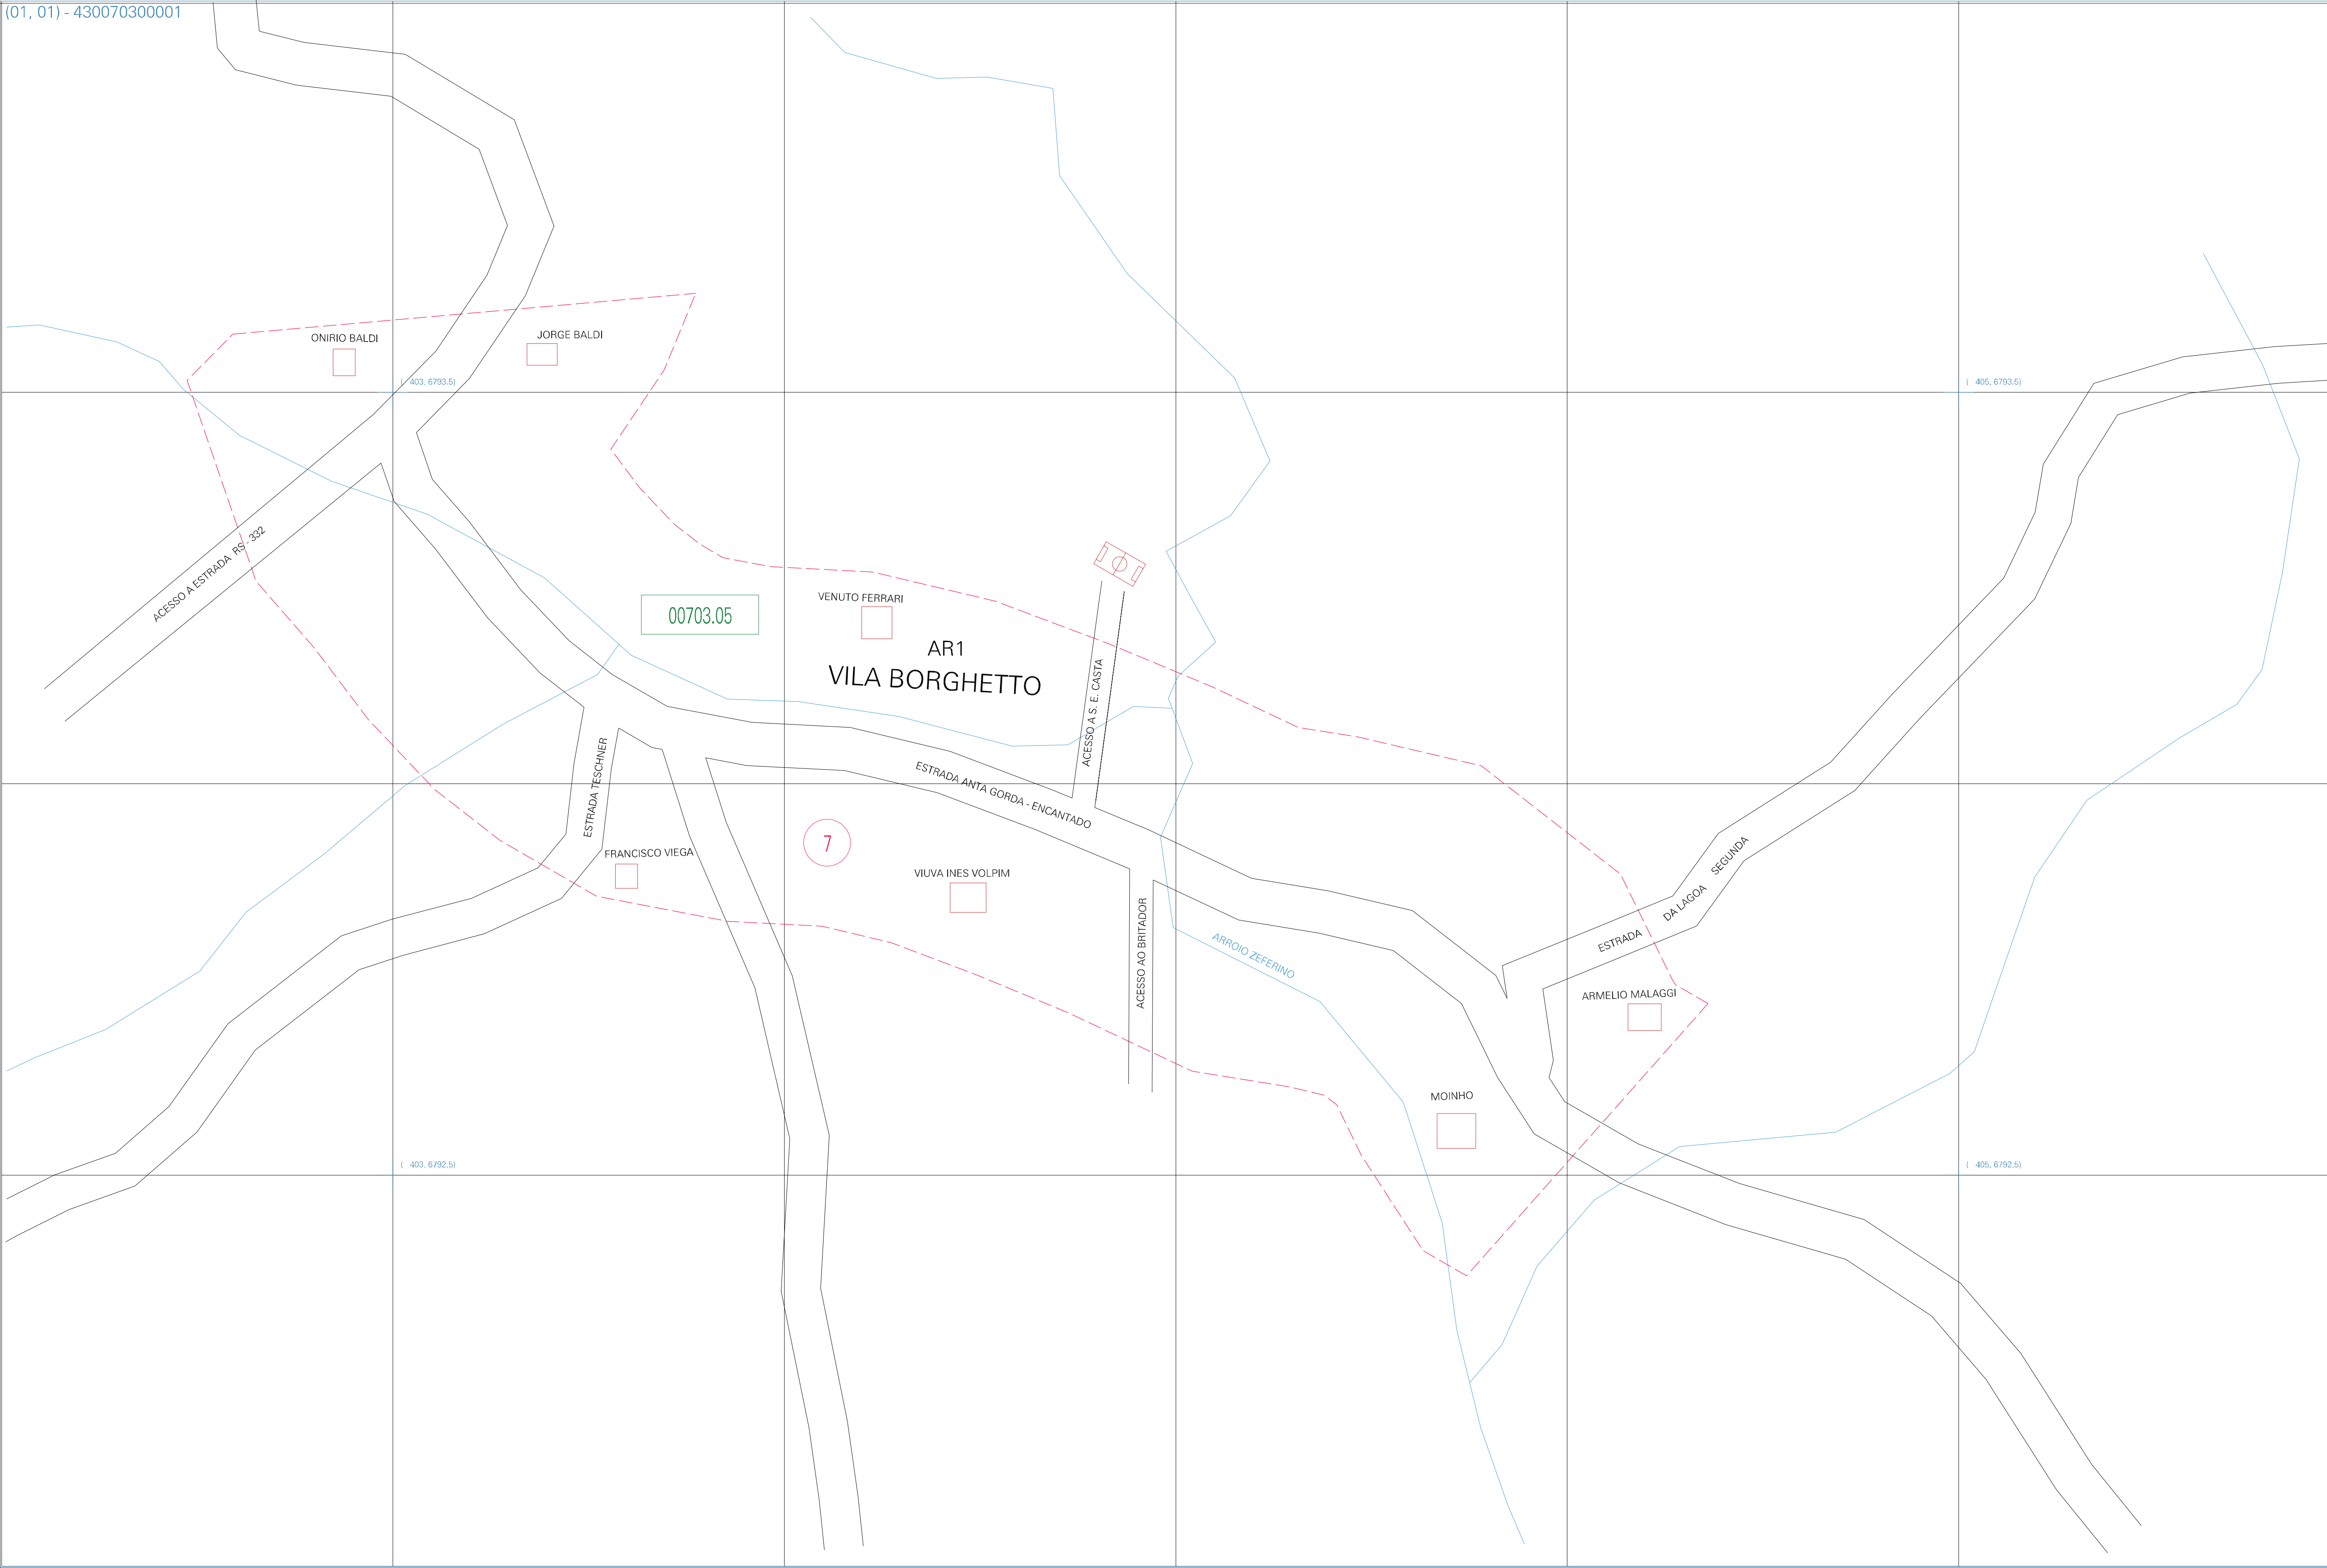 (01, 01) - 430070300001
ONIRIO BALDI
JORGE BALDI
( 403, 6793.5)
( 405, 6793.5)
ACESSO A ESTRADA RS - 332
00703.05
VENUTO FERRARI
AR1
VILA BORGHETTO
ACESSO A S. E. CASTA
ESTRADA TESCHNER
ESTRADA ANTA GORDA - ENCANTADO
7
FRANCISCO VIEGA
VIUVA INES VOLPIM
ACESSO AO BRITADOR
ARROIO ZEFERINO
ESTRADA DA LAGOA SEGUNDA
ARMELIO MALAGGI
MOINHO
( 403, 6792.5)
( 405, 6792.5)